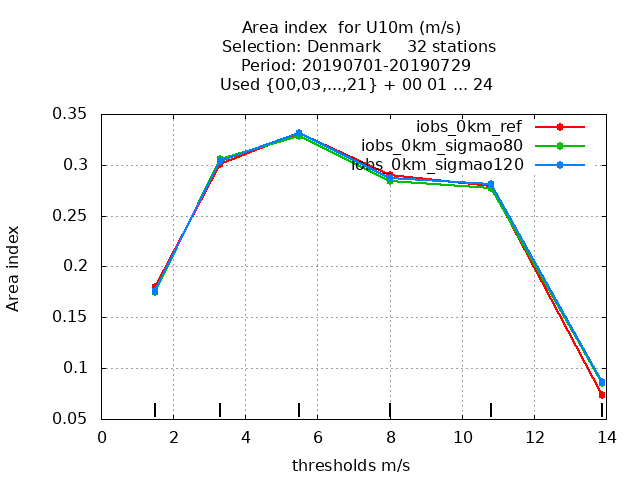 Area index  for U10m (m/s)
Selection: Denmark     32 stations
Period: 20190701-20190729
Used {00,03,...,21} + 00 01 ... 24
iobs_0km_ref
iobs_0km_sigmao80
iobs_0km_sigmao120
Area index
0.35
0.3
0.25
0.2
0.15
0.1
0.05
0 2 4 6 8 10 12 14
thresholds m/s